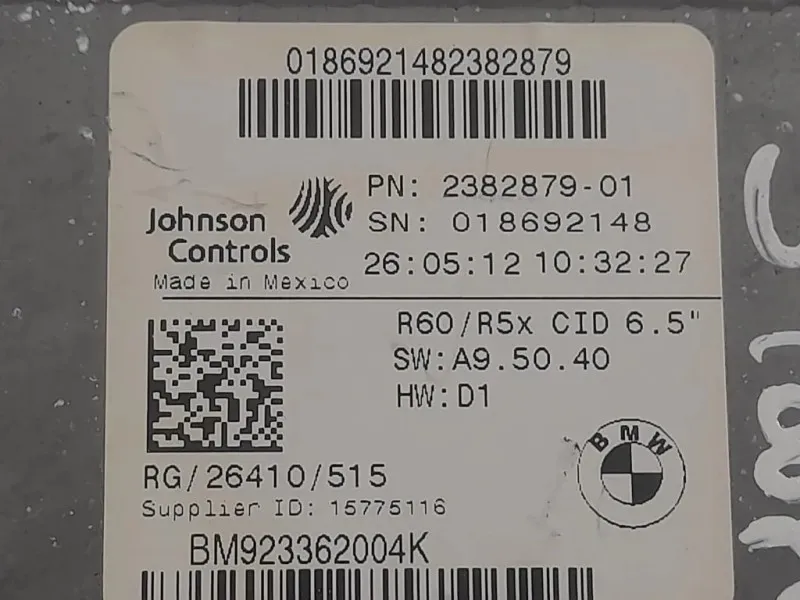 0186921482382879
Johnson
Controls
Made in Mexico
PN: 2382879-01
SN: 018692148
26:05:12 10:32:27
R60/R5x CID 6.5"
SW:A9.50.40
HW:D1
BMW
RG/26410/515
Supplier ID: 15775116
BM923362004K